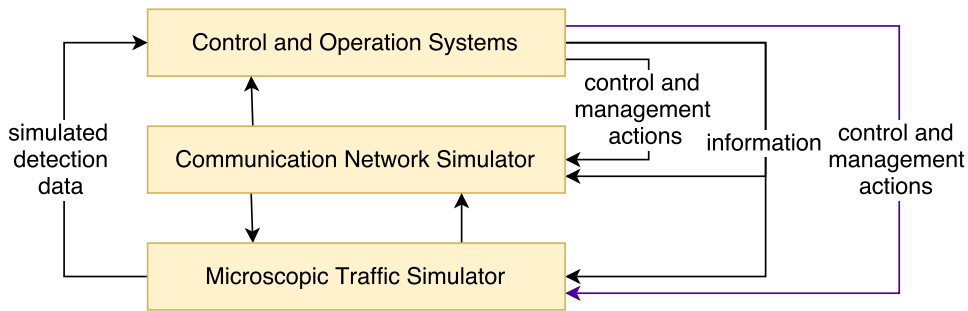 Control and Operation Systems
control and
management
actions
simulated
detection
data
Communication Network Simulator
information
control and
management
actions
Microscopic Traffic Simulator